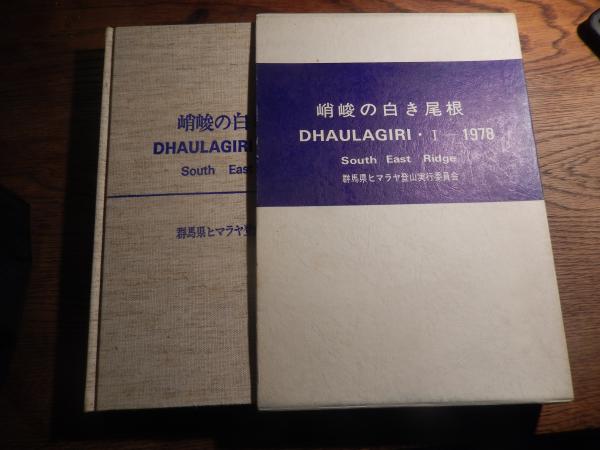 峭峻の白
DHAULAGIRI
South Eas
群馬県ヒマラヤ登
峭峻の白き尾根
DHAULAGIRI・I—1978
South East Ridge
群馬県ヒマラヤ登山実行委員会